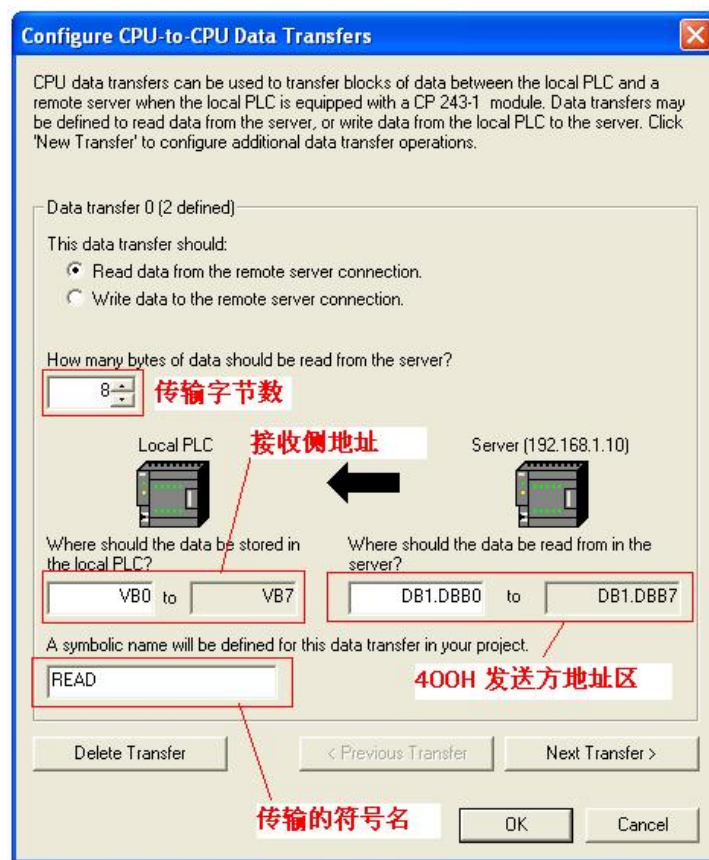 Configure CPU-to-CPU Data Transfers
CPU data transfers can be used to transfer blocks of data between the local PLC and a
remote server when the local PLC is equipped with a CP 243-1 module. Data transfers may
be defined to read data from the server, or write data from the local PLC to the server. Click
'New Transfer' to configure additional data transfer operations.
Data transfer 0 (2 defined)
This data transfer should:
Read data from the remote server connection.
Write data to the remote server connection.
How many bytes of data should be read from the server?
8 传输字节数
Local PLC 接收侧地址 Server (192.168.1.10)
Where should the data be stored in
the local PLC?
VB0 to VB7
Where should the data be read from in the
server?
DB1.DBB0 to DB1.DBB7
A symbolic name will be defined for this data transfer in your project.
READ
400H 发送方地址区
Delete Transfer < Previous Transfer Next Transfer >
传输的符号名
OK Cancel